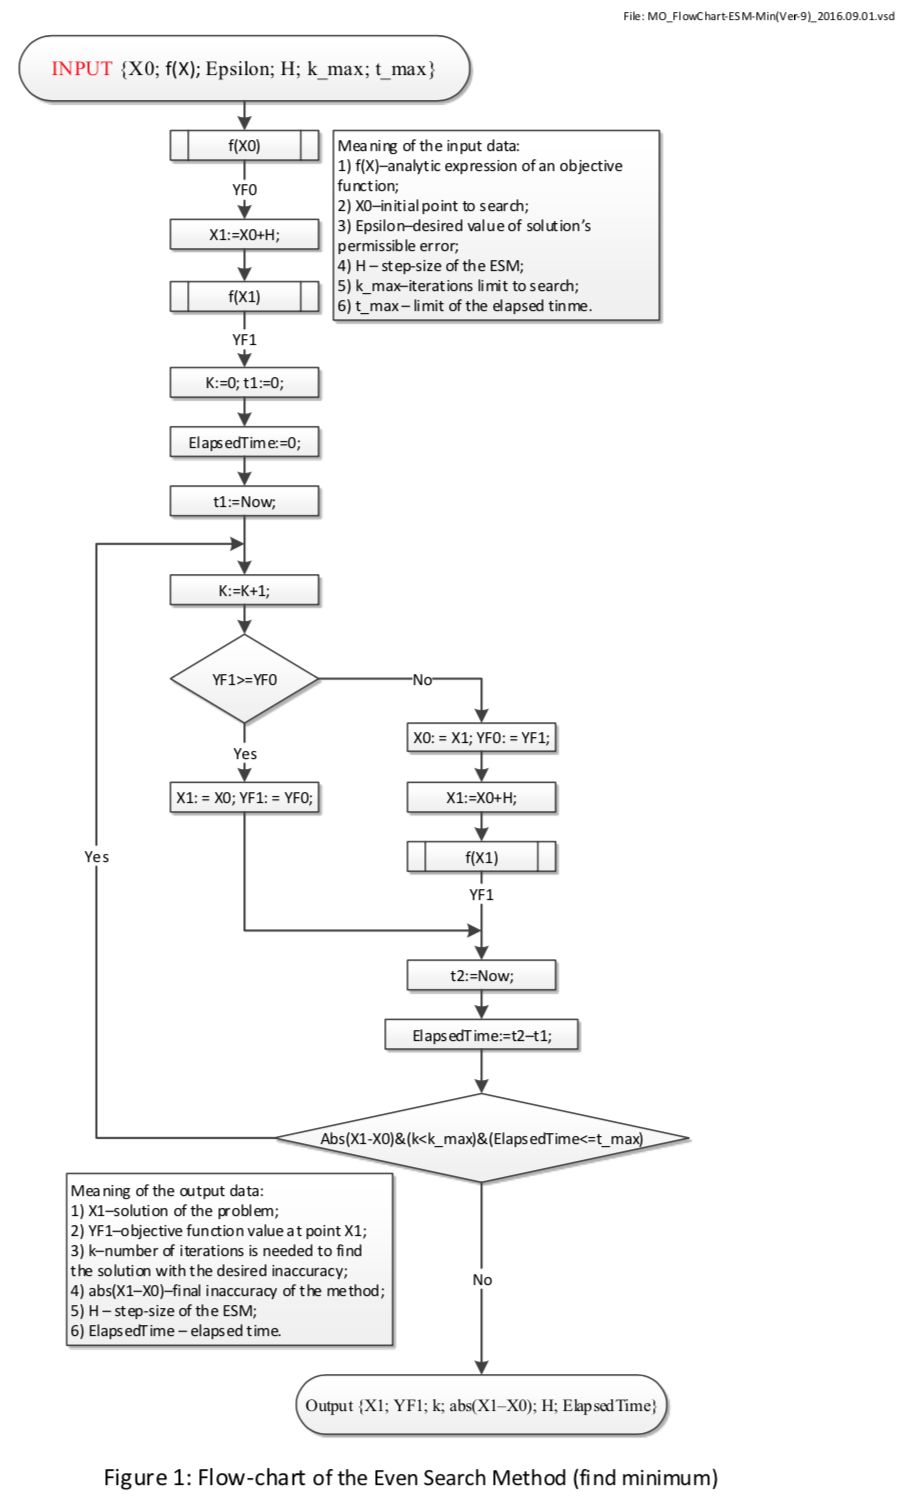 File: MO_FlowChart-ESM-Min(Ver-9)_2016.09.01.vsd
INPUT {X0; f(X); Epsilon; H; k_max; t_max}
f(X0)
YF0
X1:=X0+H;
f(X1)
YF1
Meaning of the input data:
1) f(X)–analytic expression of an objective
function;
2) X0–initial point to search;
3) Epsilon–desired value of solution's
permissible error;
4) H – step-size of the ESM;
5) k_max–iterations limit to search;
6) t_max – limit of the elapsed tinme.
K:=0; t1:=0;
ElapsedTime:=0;
t1:=Now;
K:=K+1;
YF1>=YF0
No
Yes
X0: = X1; YF0: = YF1;
X1: = X0; YF1: = YF0;
X1:=X0+H;
f(X1)
YF1
Yes
t2:=Now;
ElapsedTime:=t2–t1;
Abs(X1-X0)&(k<k_max)&(ElapsedTime<=t_max)
Meaning of the output data:
1) X1–solution of the problem;
2) YF1–objective function value at point X1;
3) k–number of iterations is needed to find
the solution with the desired inaccuracy;
4) abs(X1–X0)–final inaccuracy of the method;
5) H – step-size of the ESM;
6) ElapsedTime – elapsed time.
No
Output {X1; YF1; k; abs(X1–X0); H; ElapsedTime}
Figure 1: Flow-chart of the Even Search Method (find minimum)